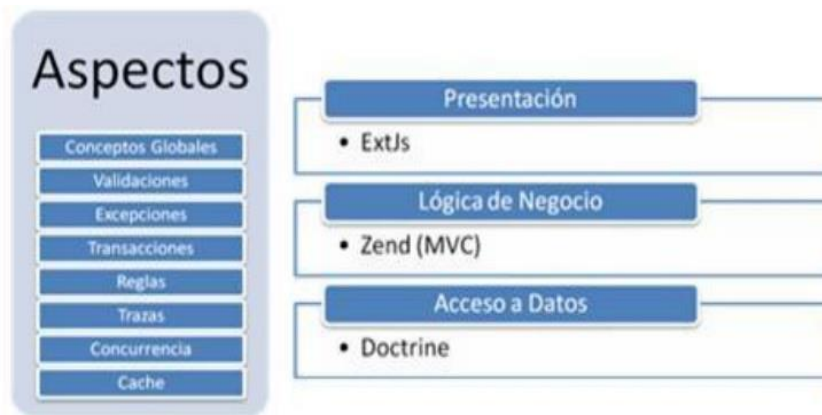 Aspectos
Conceptos Globales
Validaciones
Excepciones
Transacciones
Reglas
Trazas
Concurrencia
Cache
Presentación
• ExtJs
Lógica de Negocio
• Zend (MVC)
Acceso a Datos
• Doctrine